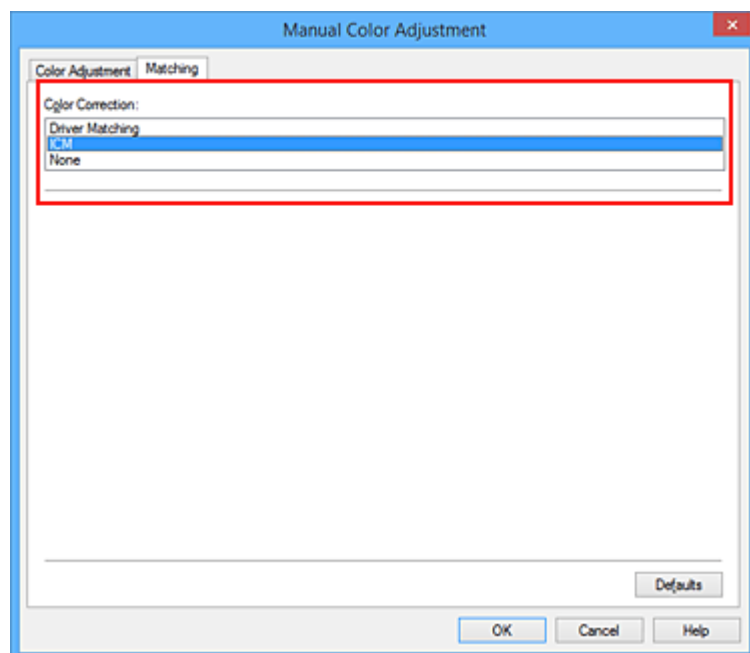 Manual Color Adjustment
Color Adjustment Matching
Color Correction:
Driver Matching
ICM
None
Defaults
OK Cancel Help